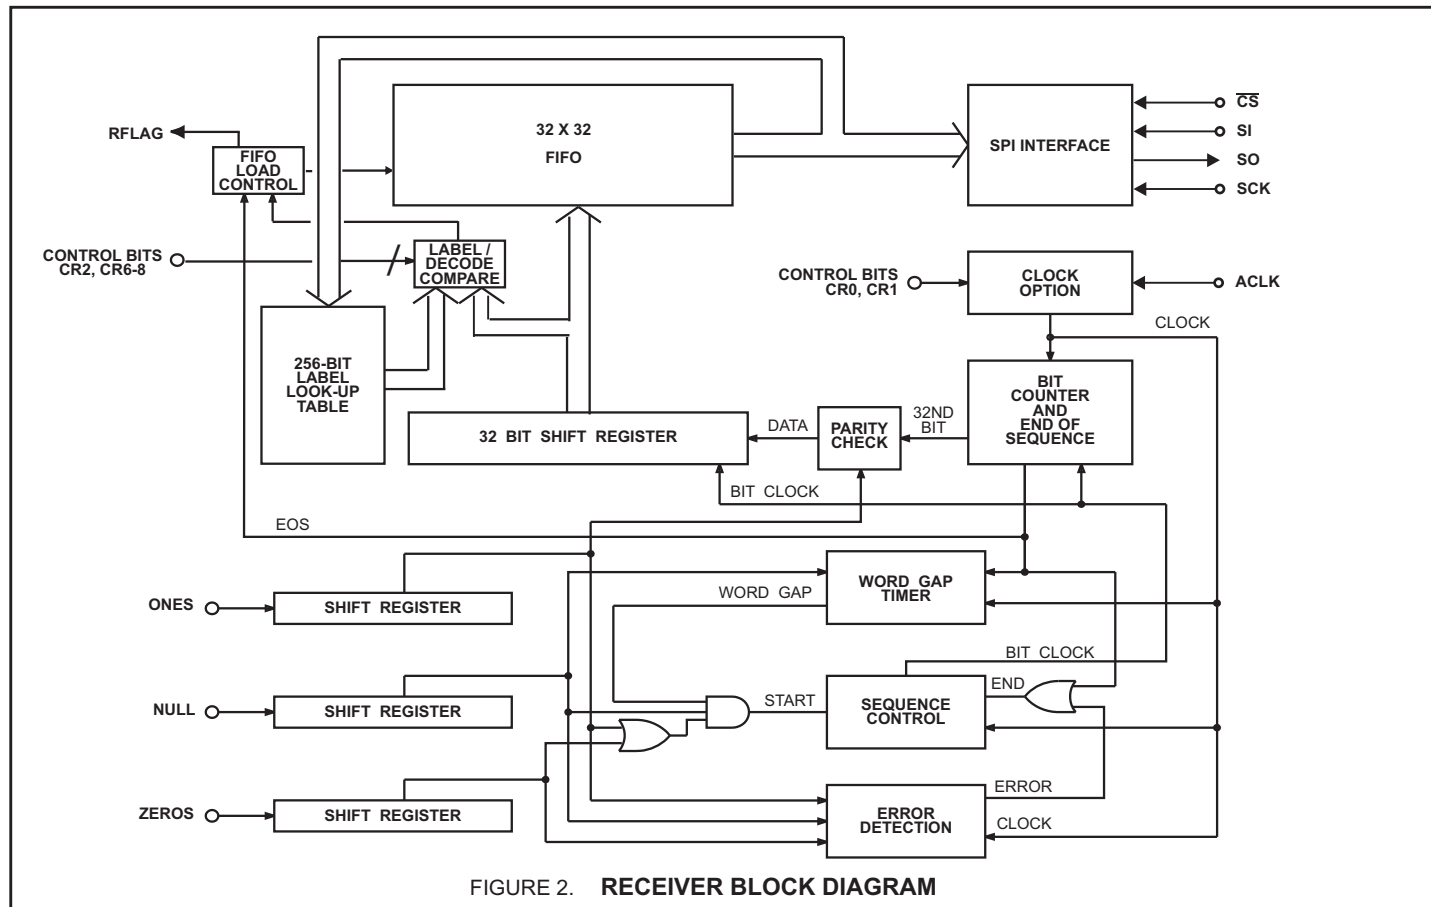 32 X 32
FIFO
SPI INTERFACE
CS
SI
SO
SCK
RFLAG
FIFO
LOAD
CONTROL
CONTROL BITS
CR2, CR6-8
LABEL /
DECODE
COMPARE
CONTROL BITS
CR0, CR1
CLOCK
OPTION
ACLK
CLOCK
256-BIT
LABEL
LOOK-UP
TABLE
BIT
COUNTER
AND
END OF
SEQUENCE
32 BIT SHIFT REGISTER
DATA
PARITY
CHECK
32ND
BIT
BIT CLOCK
EOS
ONES
SHIFT REGISTER
WORD GAP
WORD GAP
TIMER
BIT CLOCK
NULL
SHIFT REGISTER
START
SEQUENCE
CONTROL
END
ZEROS
SHIFT REGISTER
ERROR
DETECTION
ERROR
CLOCK
FIGURE 2. RECEIVER BLOCK DIAGRAM